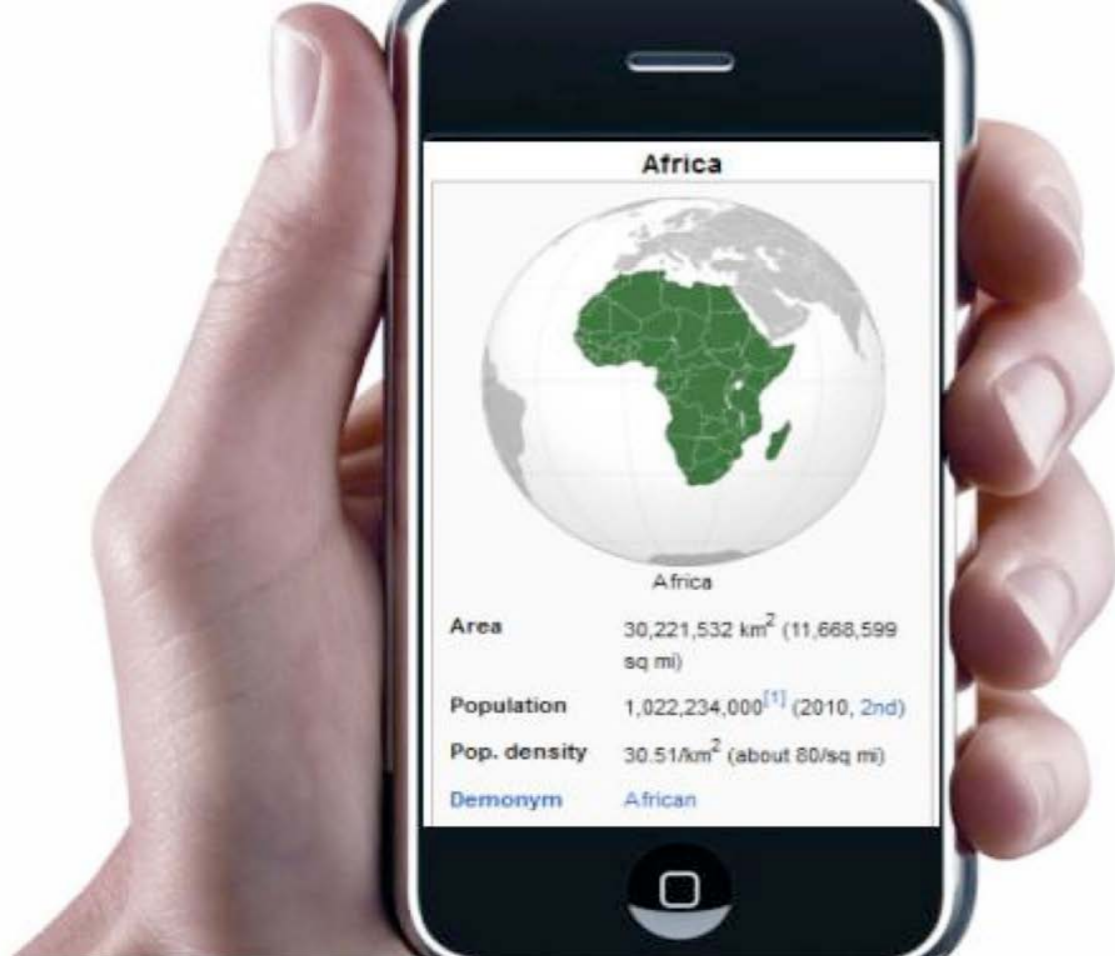 Africa
Africa
Area 30,221,532 km² (11,668,599
sq mi)
Population 1,022,234,000[1] (2010, 2nd)
Pop. density 30.51/km² (about 80/sq mi)
Demonym African